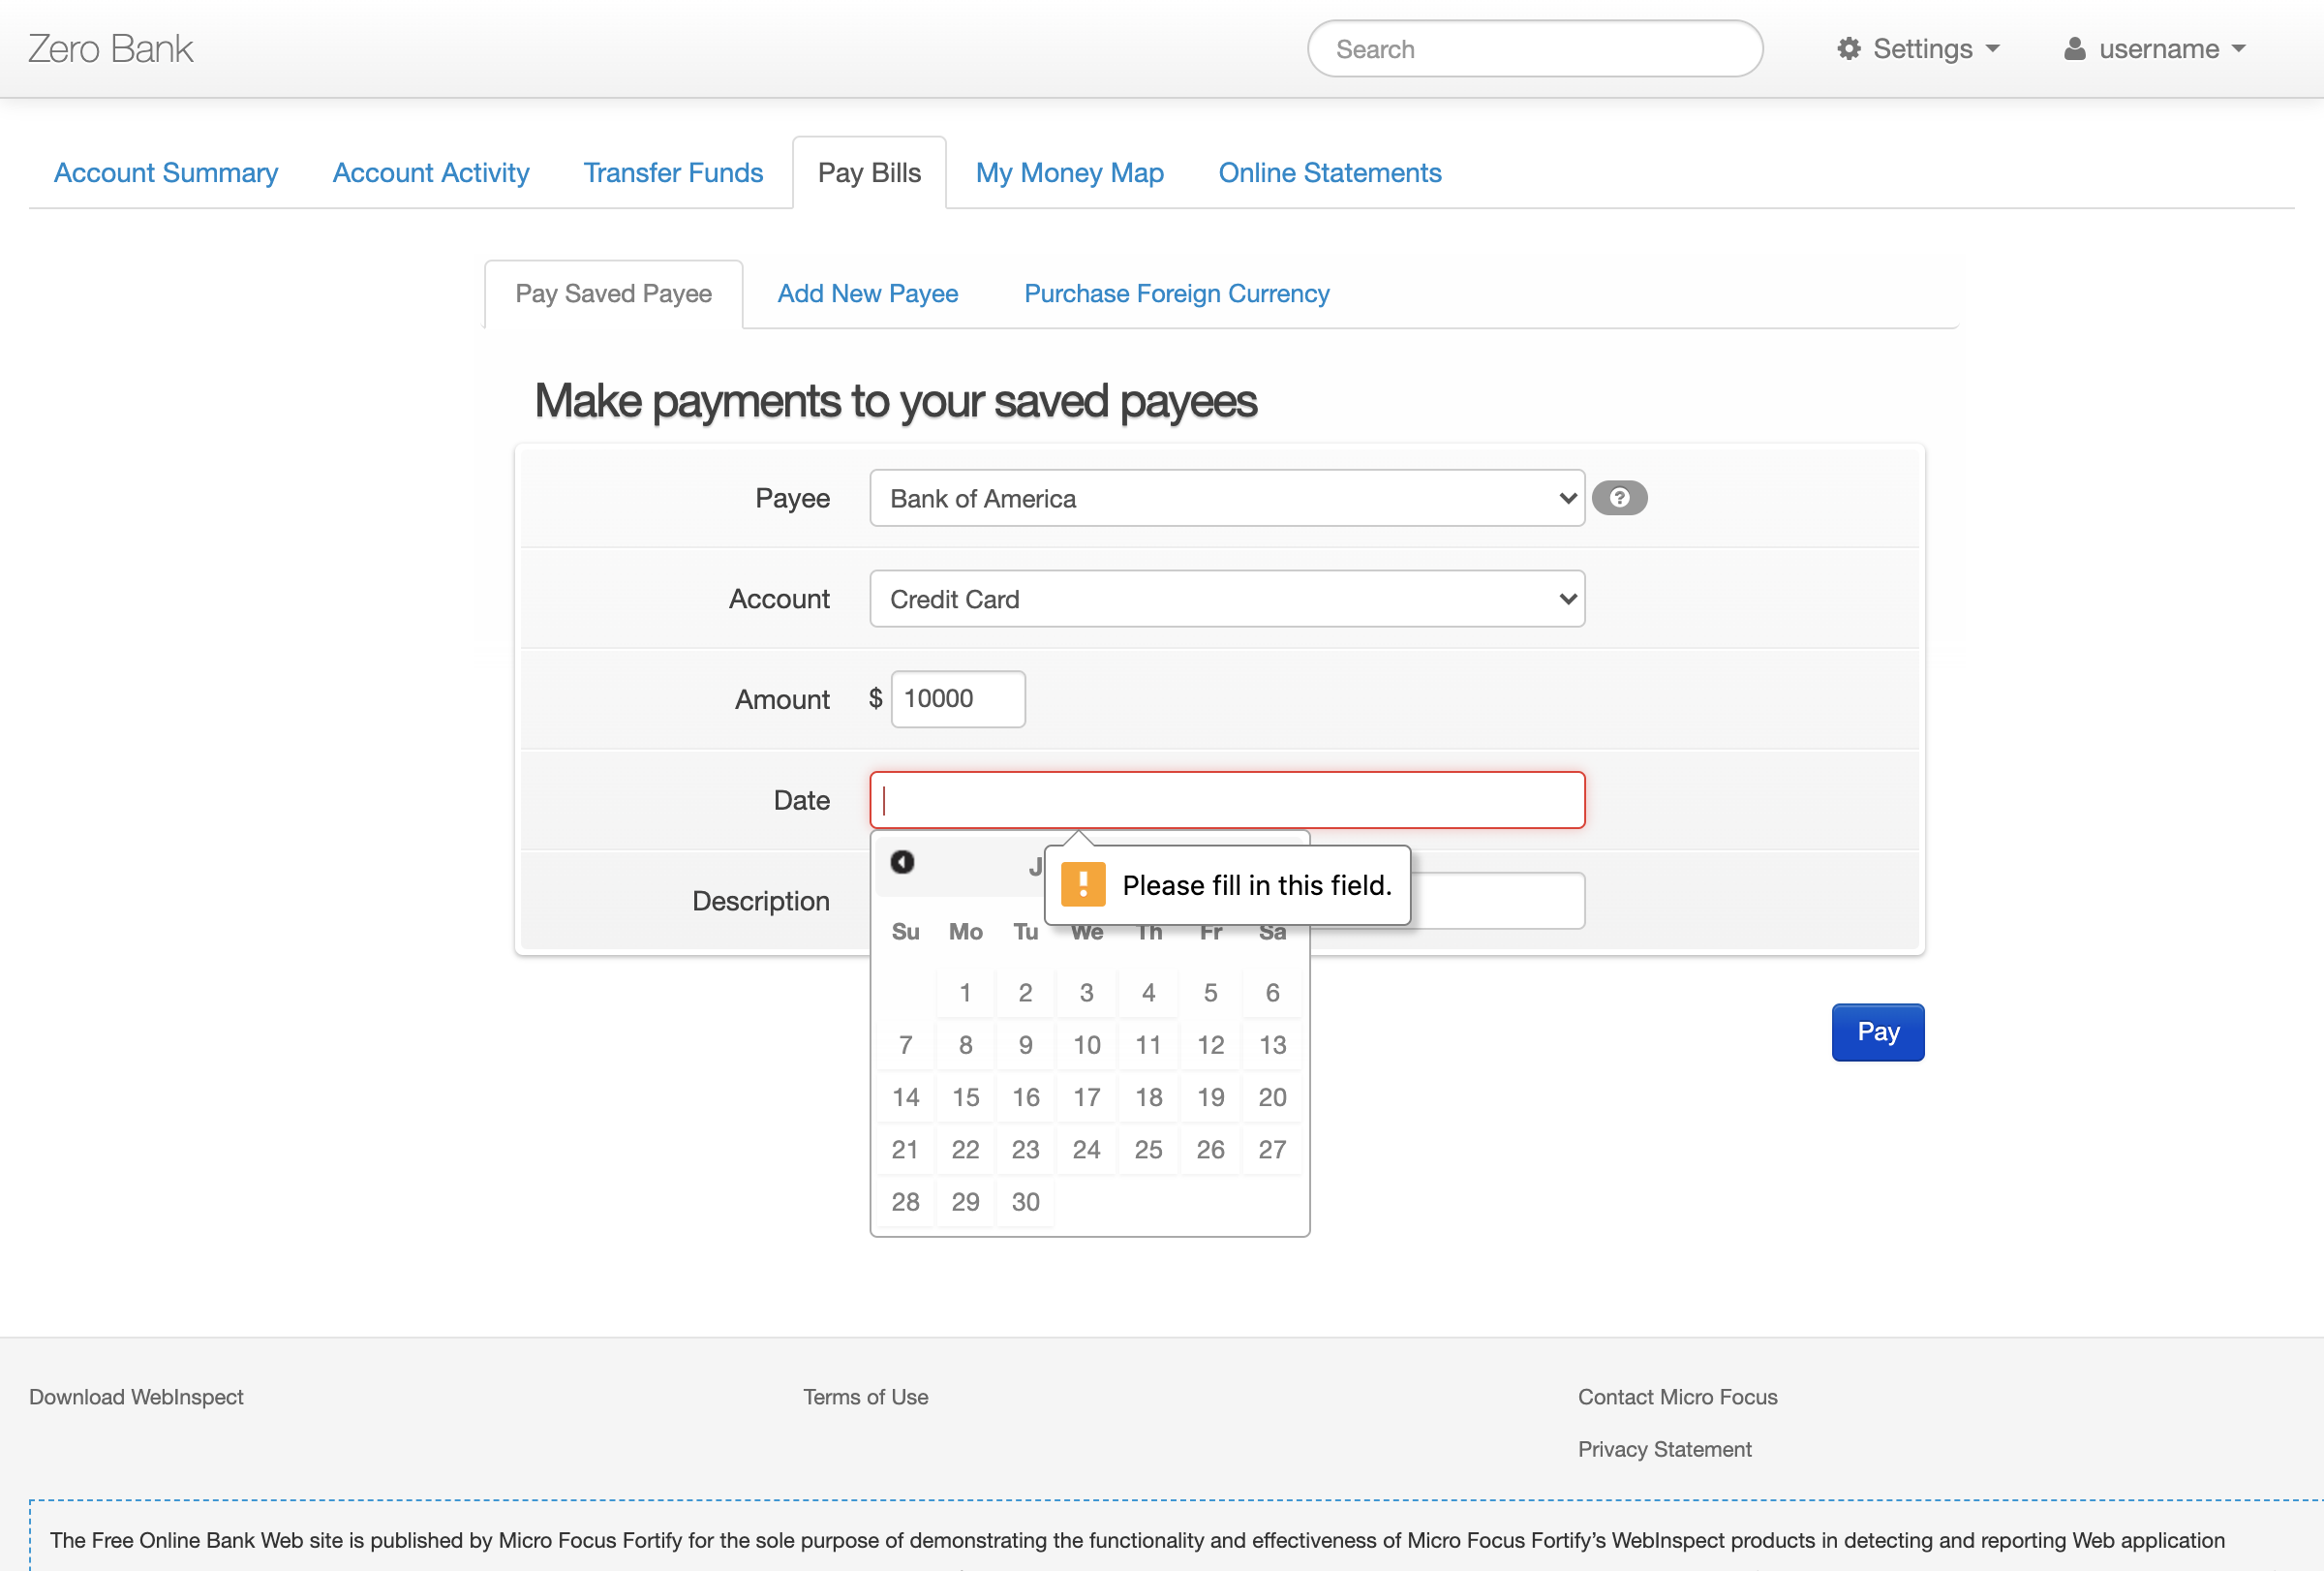 Zero Bank
Search
Settings
username
Account Summary
Account Activity
Transfer Funds
Pay Bills
My Money Map
Online Statements
Pay Saved Payee
Add New Payee
Purchase Foreign Currency
Make payments to your saved payees
Payee
Bank of America
?
Account
Credit Card
Amount
$ 10000
Date
Please fill in this field.
Description
Su Mo Tu We Th Fr Sa
1 2 3 4 5 6
7 8 9 10 11 12 13
14 15 16 17 18 19 20
21 22 23 24 25 26 27
28 29 30
Pay
Download WebInspect
Terms of Use
Contact Micro Focus
Privacy Statement
The Free Online Bank Web site is published by Micro Focus Fortify for the sole purpose of demonstrating the functionality and effectiveness of Micro Focus Fortify’s WebInspect products in detecting and reporting Web application